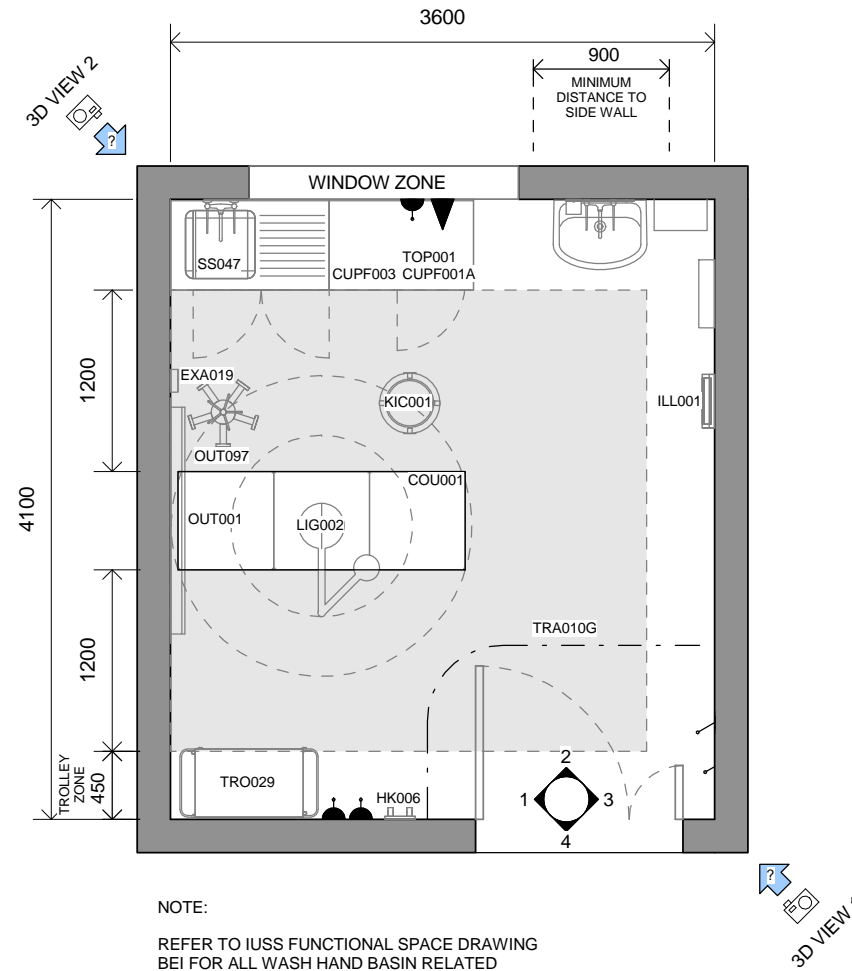 3600
900
MINIMUM
DISTANCE TO
SIDE WALL
3D VIEW 2
?
WINDOW ZONE
SS047
TOP001
CUPF003 CUPF001A
1200
EXA019
KIC001
ILL001
OUT097
COU001
4100
OUT001
LIG002
TRA010G
1200
TROLLEY
ZONE
450
TRO029
HK006
2
1
3
4
?
3D VIEW
NOTE:
REFER TO IUSS FUNCTIONAL SPACE DRAWING
BEI FOR ALL WASH HAND BASIN RELATED